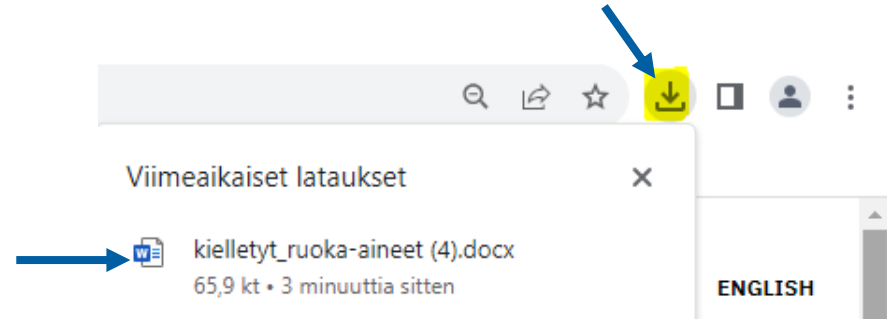 Viimeaikaiset lataukset
kielletyt_ruoka-aineet (4).docx
65,9 kt • 3 minuuttia sitten
ENGLISH